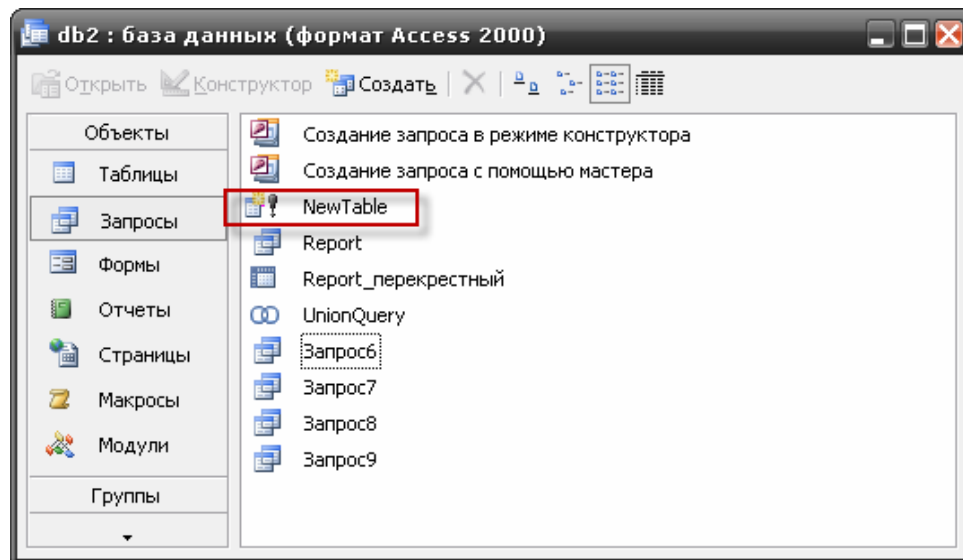 db2 : база данных (формат Access 2000)
Открыть Конструктор Создать
Объекты
Таблицы
Запросы
Формы
Отчеты
Страницы
Макросы
Модули
Группы
Создание запроса в режиме конструктора
Создание запроса с помощью мастера
NewTable
Report
Report_перекрестный
UnionQuery
Запрос6
Запрос7
Запрос8
Запрос9